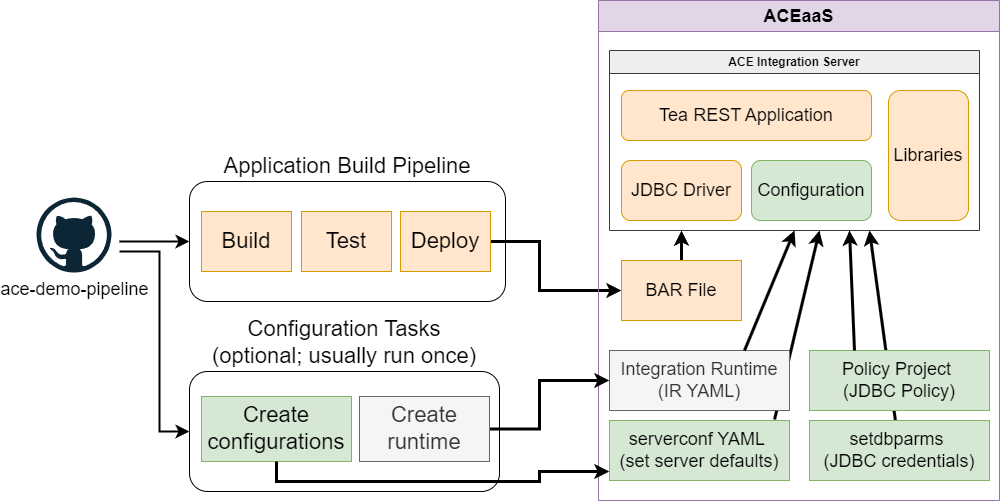 ACEaaS
ACE Integration Server
Tea REST Application
Libraries
JDBC Driver
Configuration
BAR File
Application Build Pipeline
Build
Test
Deploy
ace-demo-pipeline
Configuration Tasks
(optional; usually run once)
Create
configurations
Create
runtime
Integration Runtime
(IR YAML)
Policy Project
(JDBC Policy)
serverconf YAML
(set server defaults)
setdbparms
(JDBC credentials)